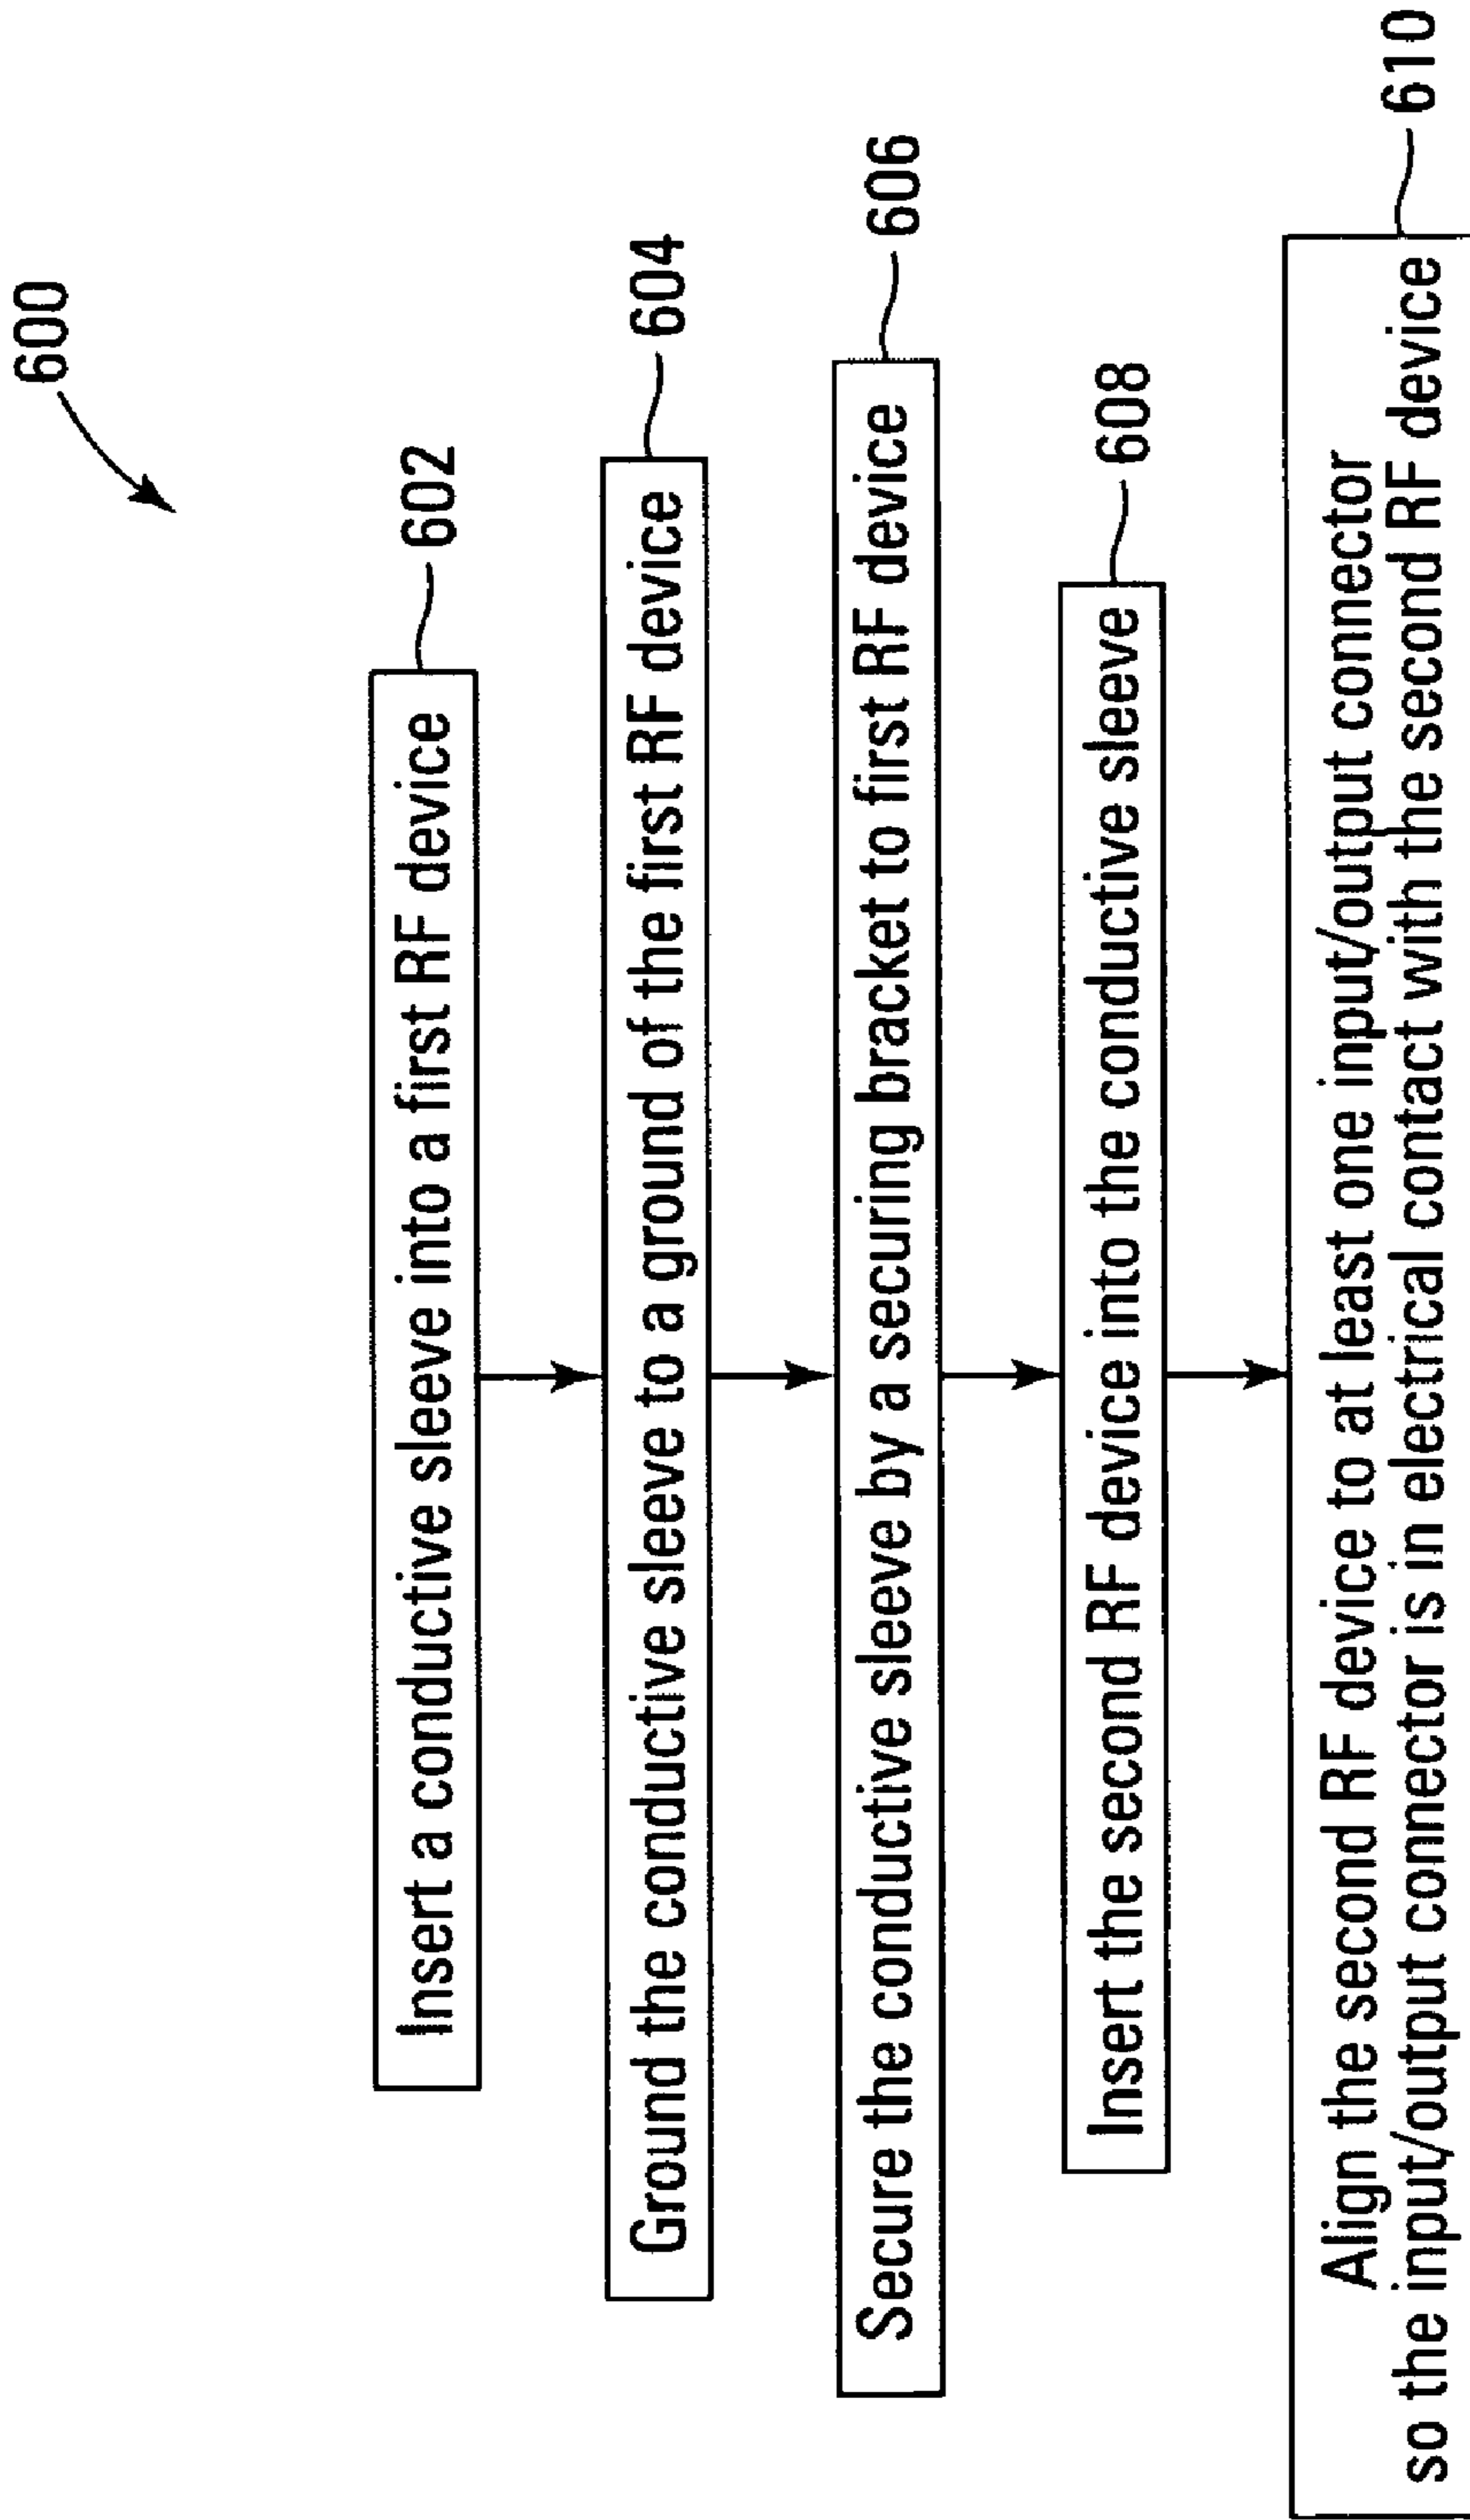 600
Insert a conductive sleeve into a first RF device
602
Ground the conductive sleeve to a ground of the first RF device
604
Secure the conductive sleeve by a securing bracket to first RF device
606
Insert the second RF device into the conductive sleeve
608
Align the second RF device to at least one input/output connector
so the input/output connector is in electrical contact with the second RF device
610